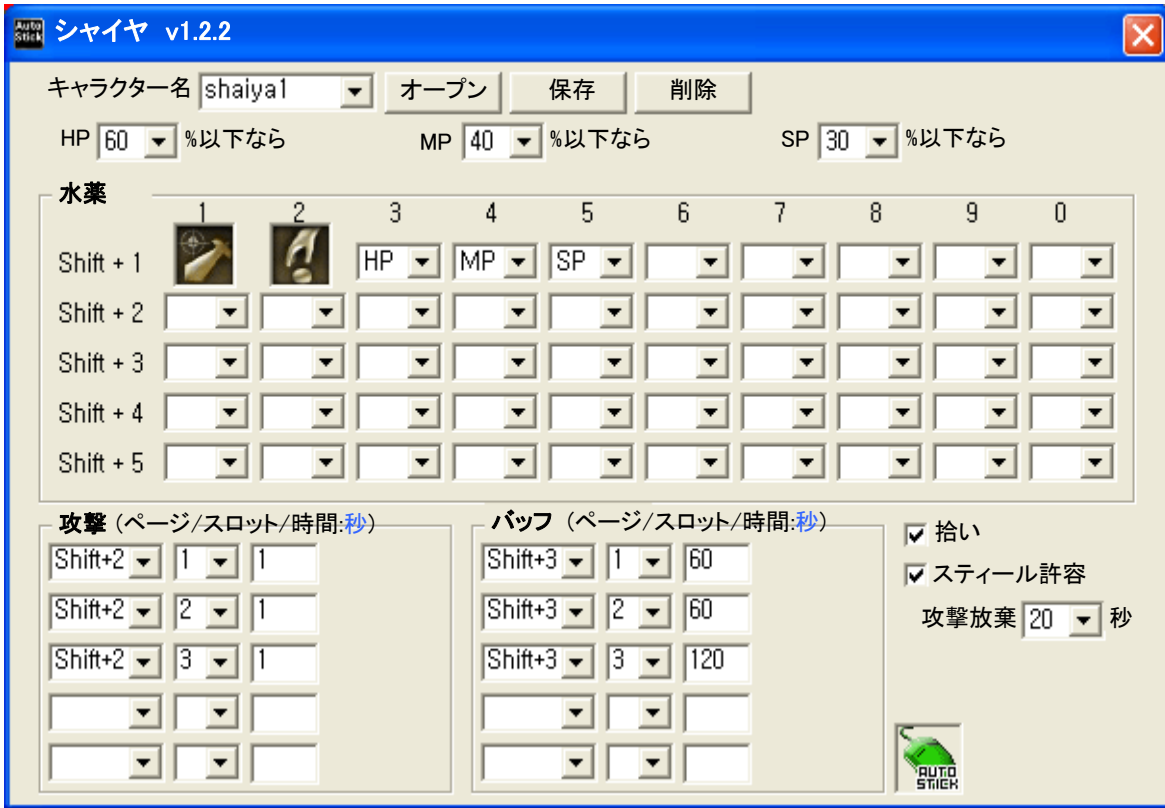 Auto Stick シャイヤ v1.2.2
キャラクター名 shaiya1 オープン 保存 削除
HP 60 %以下なら MP 40 %以下なら SP 30 %以下なら
水薬
1 2 3 4 5 6 7 8 9 0
Shift + 1 HP MP SP
Shift + 2
Shift + 3
Shift + 4
Shift + 5
攻撃 (ページ/スロット/時間:秒)
Shift+2 1 1
Shift+2 2 1
Shift+2 3 1
バッフ (ページ/スロット/時間:秒)
Shift+3 1 60
Shift+3 2 60
Shift+3 3 120
拾い
スティール許容
攻撃放棄 20 秒
AUTO
STICK